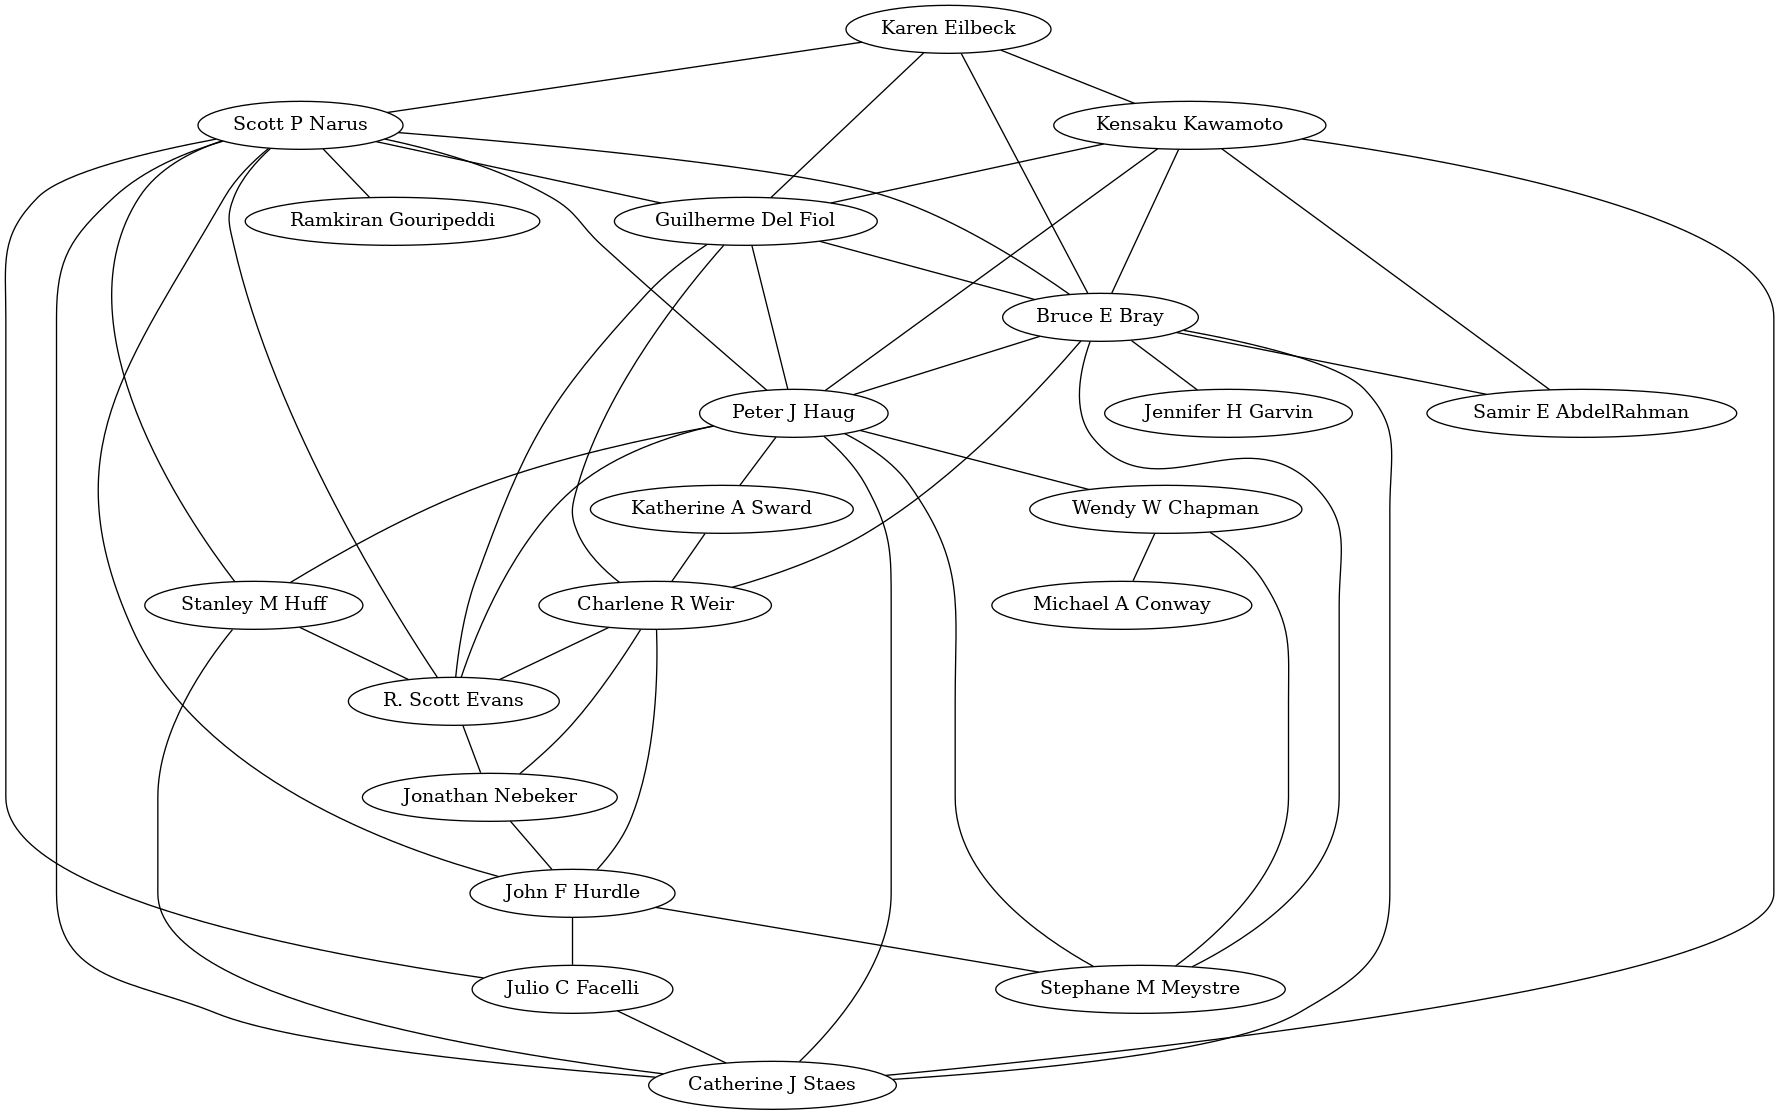 Karen Eilbeck
Scott P Narus
Kensaku Kawamoto
Ramkiran Gouripeddi
Guilherme Del Fiol
Bruce E Bray
Peter J Haug
Jennifer H Garvin
Samir E AbdelRahman
Katherine A Sward
Wendy W Chapman
Stanley M Huff
Charlene R Weir
Michael A Conway
R. Scott Evans
Jonathan Nebeker
John F Hurdle
Julio C Facelli
Stephane M Meystre
Catherine J Staes